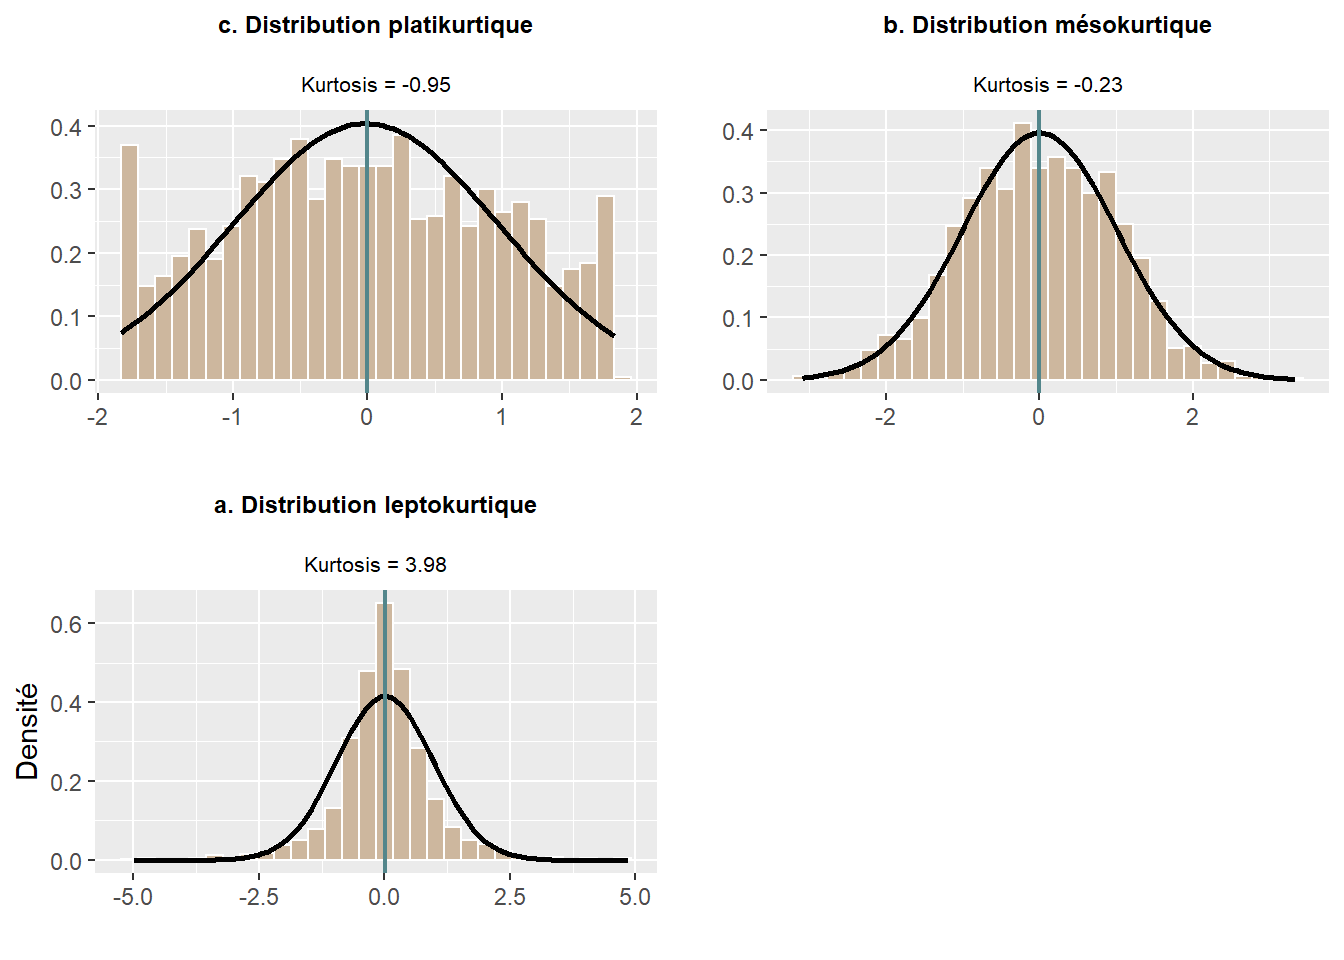 c. Distribution platikurtique
Kurtosis = -0.95
0.4
0.3
0.2
0.1
0.0
-2 -1 0 1 2
b. Distribution mésokurtique
Kurtosis = -0.23
0.4
0.3
0.2
0.1
0.0
-2 0 2
a. Distribution leptokurtique
Kurtosis = 3.98
Densité
0.6
0.4
0.2
0.0
-5.0 -2.5 0.0 2.5 5.0